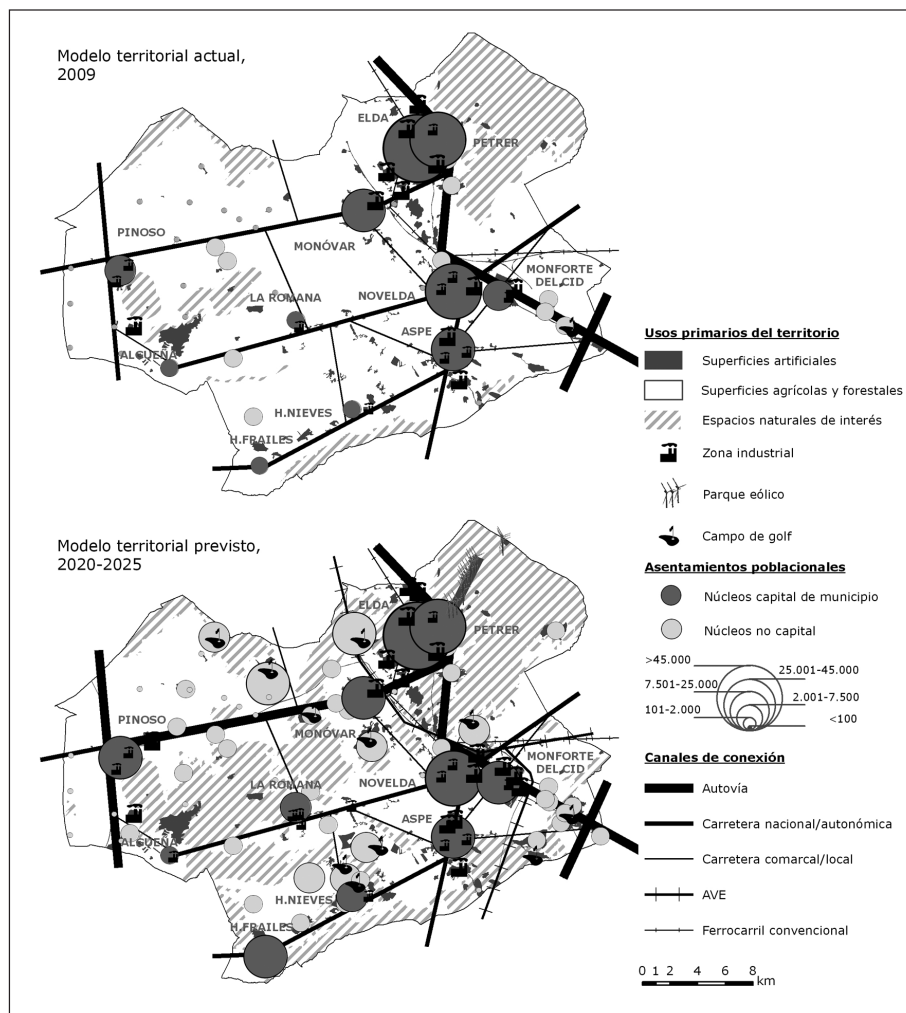 Modelo territorial actual,
2009
ELDA
PETRER
PINOSO
MONÓVAR
LA ROMANA
NOVELDA
MONFORTE
DEL CID
ASPE
ALGUEÑA
H.NIEVES
H.FRAILES
Modelo territorial previsto,
2020-2025
ELDA
PETRER
PINOSO
MONÓVAR
LA ROMANA
NOVELDA
MONFORTE
DEL CID
ASPE
ALGUEÑA
H.NIEVES
H.FRAILES
Usos primarios del territorio
Superficies artificiales
Superficies agrícolas y forestales
Espacios naturales de interés
Zona industrial
Parque eólico
Campo de golf
Asentamientos poblacionales
Núcleos capital de municipio
Núcleos no capital
>45.000
25.001-45.000
7.501-25.000
2.001-7.500
101-2.000
<100
Canales de conexión
Autovía
Carretera nacional/autonómica
Carretera comarcal/local
AVE
Ferrocarril convencional
0 1 2 4 6 8
km